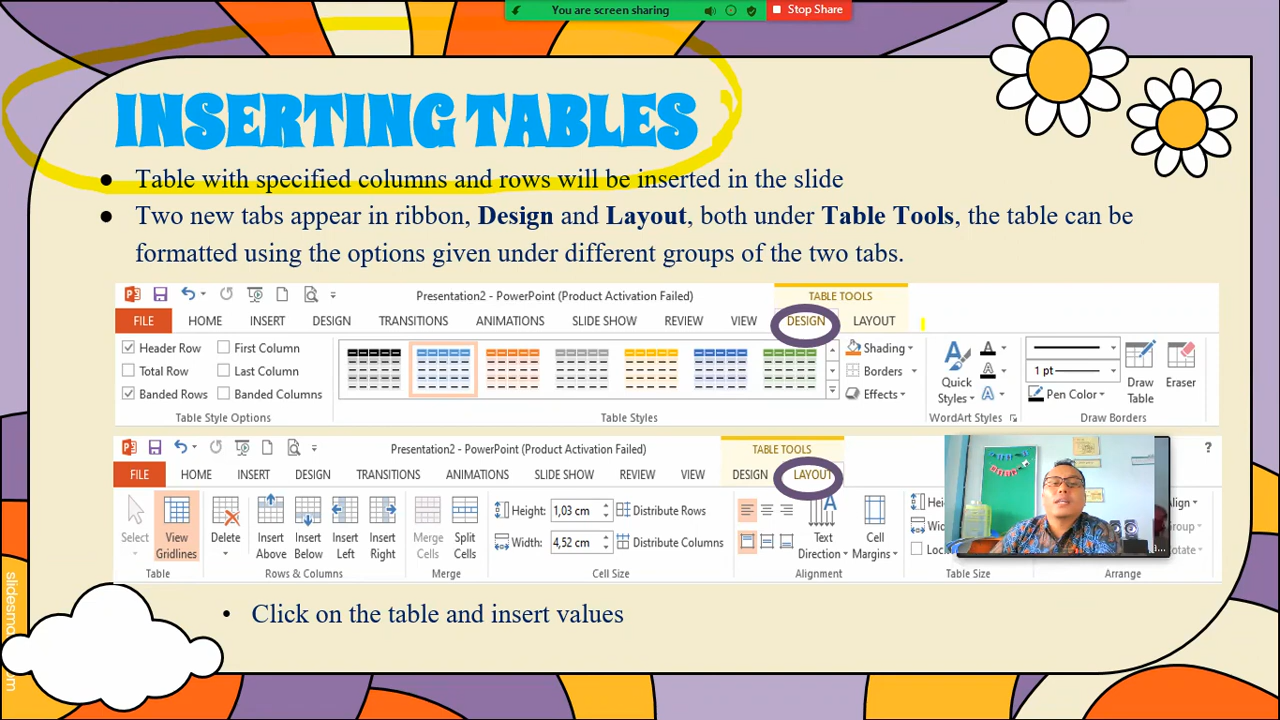 You are screen sharing
Stop Share
INSERTING TABLES
● Table with specified columns and rows will be inserted in the slide
● Two new tabs appear in ribbon, Design and Layout, both under Table Tools, the table can be
formatted using the options given under different groups of the two tabs.
Presentation2 - PowerPoint (Product Activation Failed)
TABLE TOOLS
FILE HOME INSERT DESIGN TRANSITIONS ANIMATIONS SLIDE SHOW REVIEW VIEW DESIGN LAYOUT
Header Row First Column
Total Row Last Column
Banded Rows Banded Columns
Table Style Options
Table Styles
Shading
Borders
Effects
Quick
Styles
WordArt Styles
1 pt
Pen Color
Draw
Table
Eraser
Draw Borders
Presentation2 - PowerPoint (Product Activation Failed)
TABLE TOOLS
?
FILE HOME INSERT DESIGN TRANSITIONS ANIMATIONS SLIDE SHOW REVIEW VIEW DESIGN LAYOUT
Select
View
Gridlines
Table
Delete
Insert
Above
Insert
Below
Insert
Left
Insert
Right
Rows & Columns
Merge
Cells
Split
Cells
Merge
Height: 1,03 cm Distribute Rows
Width: 4,52 cm Distribute Columns
Cell Size
Text
Direction
Cell
Margins
Alignment
Table Size
Arrange
• Click on the table and insert values